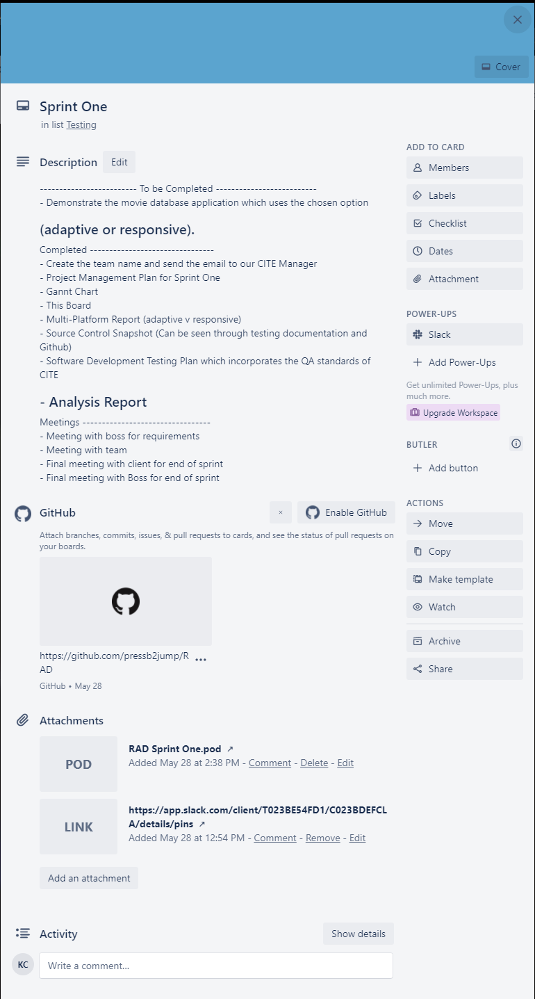 Cover
Sprint One
in list Testing
Description
Edit
------------------------- To be Completed --------------------------
- Demonstrate the movie database application which uses the chosen option
(adaptive or responsive).
Completed --------------------------------
- Create the team name and send the email to our CITE Manager
- Project Management Plan for Sprint One
- Gannt Chart
- This Board
- Multi-Platform Report (adaptive v responsive)
- Source Control Snapshot (Can be seen through testing documentation and
Github)
- Software Development Testing Plan which incorporates the QA standards of
CITE
- Analysis Report
Meetings ---------------------------------
- Meeting with boss for requirements
- Meeting with team
- Final meeting with client for end of sprint
- Final meeting with Boss for end of sprint
GitHub
Enable GitHub
Attach branches, commits, issues, & pull requests to cards, and see the status of pull requests on
your boards.
https://github.com/pressb2jump/R
AD
GitHub • May 28
Attachments
POD
RAD Sprint One.pod ↗
Added May 28 at 2:38 PM - Comment - Delete - Edit
LINK
https://app.slack.com/client/T023BE54FD1/C023BDEFCL
A/details/pins ↗
Added May 28 at 12:54 PM - Comment - Remove - Edit
Add an attachment
Activity
Show details
KC
Write a comment...
ADD TO CARD
Members
Labels
Checklist
Dates
Attachment
POWER-UPS
Slack
Add Power-Ups
Get unlimited Power-Ups, plus
much more.
Upgrade Workspace
BUTLER
Add button
ACTIONS
Move
Copy
Make template
Watch
Archive
Share